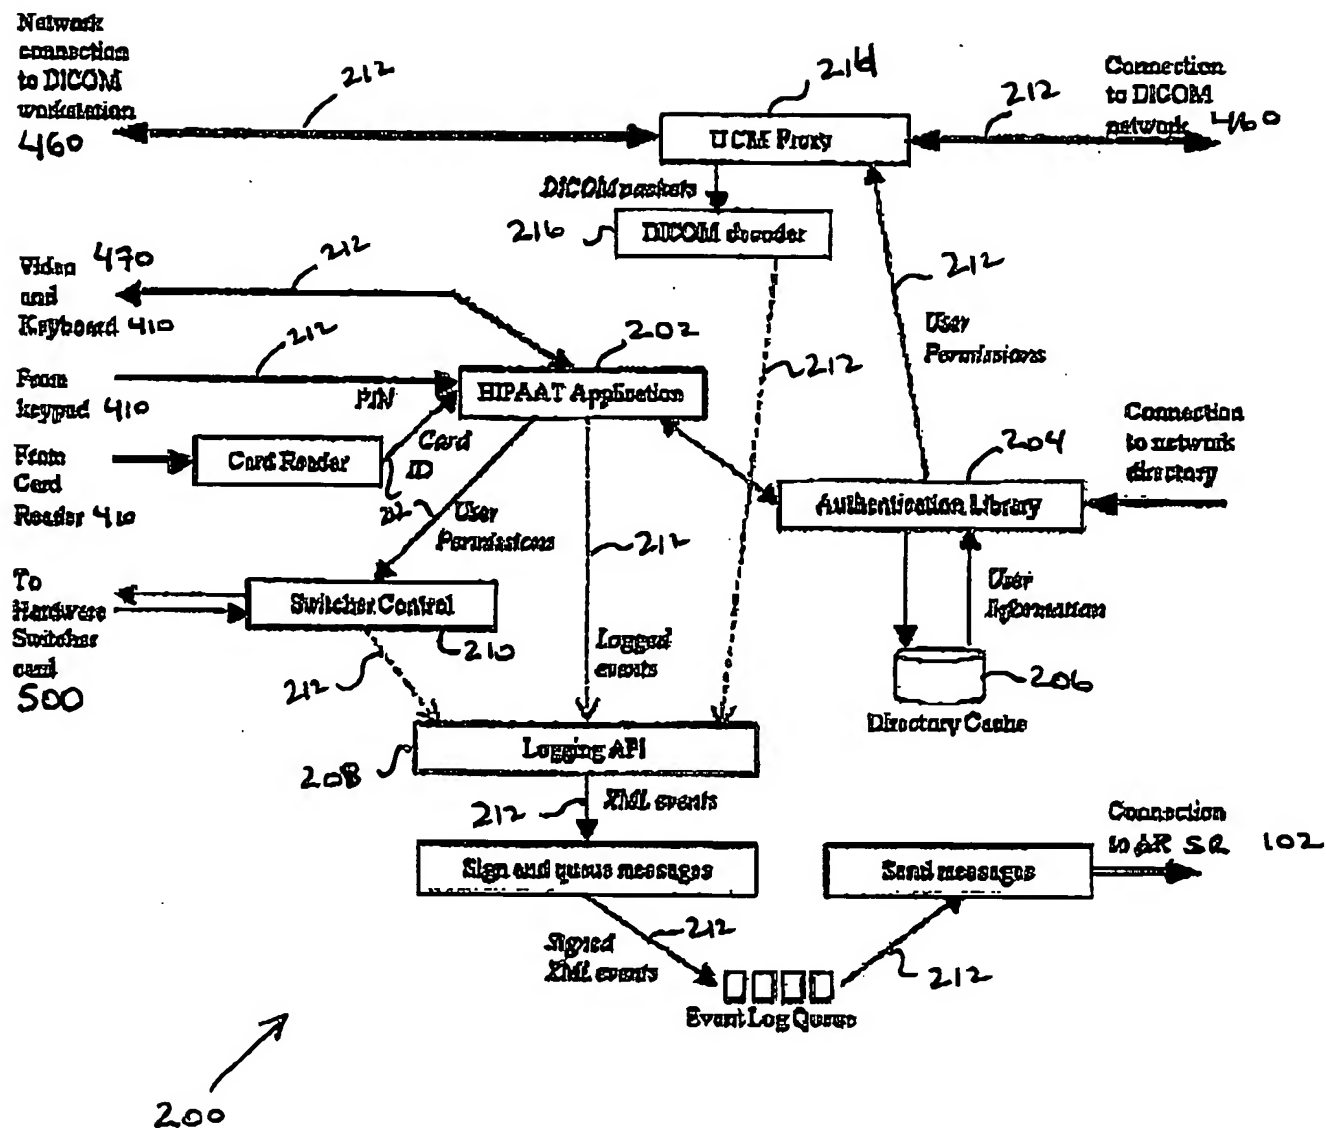 Network
connection
to DICOM
workstation
460
212
214
212
Connection
to DICOM
network 460
UCM Proxy
DICOM packets
216
DICOM decoder
Video 470
and
Keyboard 410
212
212
User
Permissions
212
202
From
keypad 410
PIN
HIPAAT Application
212
Connection
to network
directory
From
Card
Reader 410
Card Reader
Card
ID
204
Authentication Library
User
Permissions
212
To
Hardware
Switcher
card
500
Switcher Control
210
212
Logged
events
User
Information
206
Directory Cache
208
Logging API
212
XML events
Connection
to AR SR 102
Sign and queue messages
Send messages
212
Signed
XML events
212
Event Log Queue
200